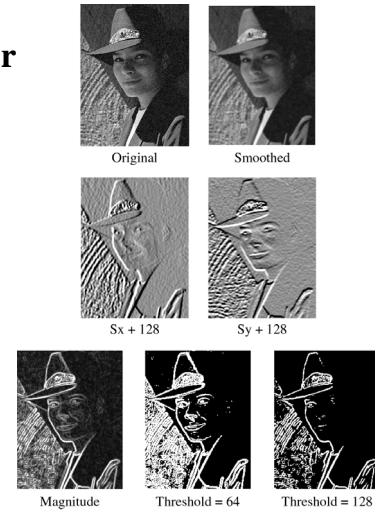 r
Original
Smoothed
Sx + 128
Sy + 128
Magnitude
Threshold = 64
Threshold = 128